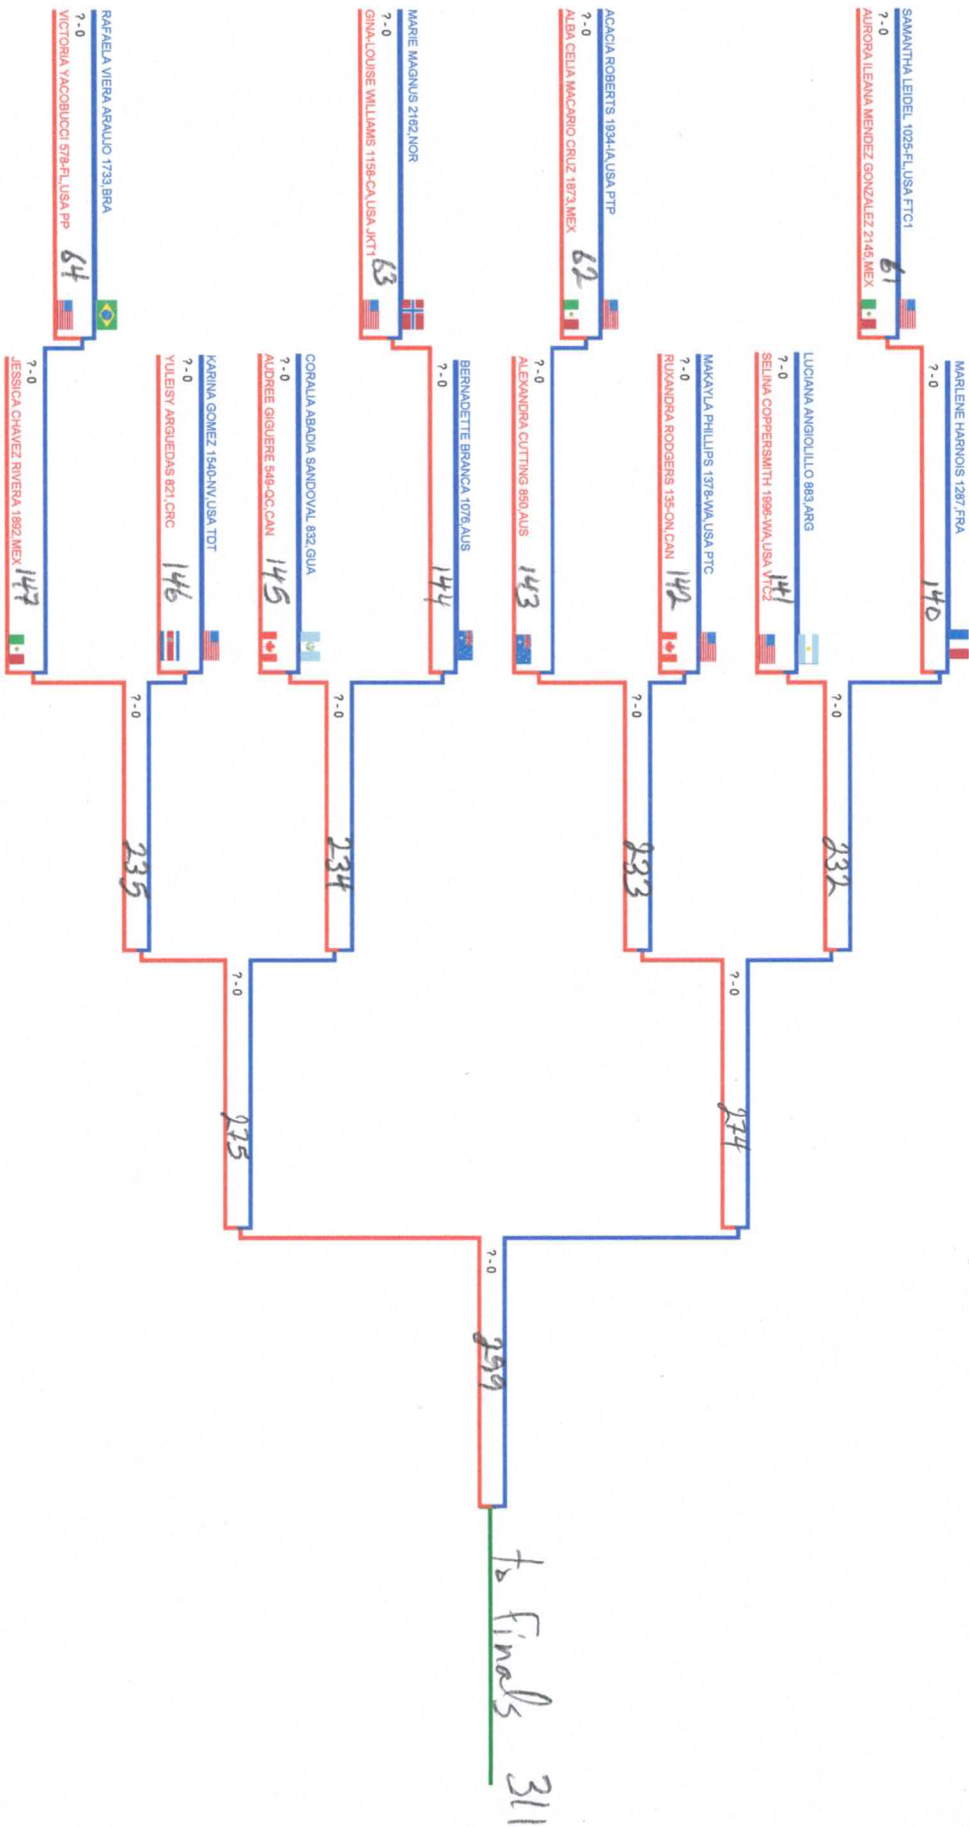 SAMANTHA LEIDEL 1025-FL,USA FTC1
?-0
61
AURORA ILEANA MENDEZ GONZALEZ 2145,MEX
MARLENE HARNOIS 1287,FRA
?-0
140
LUCIANA ANGIOLILLO 883,ARG
?-0
141
SELINA COPPERSMITH 1996-WA,USA VTC2
?-0
232
ACACIA ROBERTS 1934-IA,USA PTP
?-0
62
ALBA CELIA MACARIO CRUZ 1873,MEX
MAKAYLA PHILLIPS 1378-WA,USA PTC
?-0
142
RUXANDRA RODGERS 135-ON,CAN
?-0
143
ALEXANDRA CUTTING 850,AUS
?-0
233
?-0
274
MARIE MAGNUS 2162,NOR
?-0
63
GINA-LOUISE WILLIAMS 1158-CA,USA JKT1
BERNADETTE BRANCA 1076,AUS
?-0
144
CORALIA ABADIA SANDOVAL 832,GUA
?-0
145
AUDREE GIGUERE 549-QC,CAN
?-0
234
RAFAELA VIERA ARAUJO 1733,BRA
?-0
64
VICTORIA YACOBUCCI 578-FL,USA PP
KARINA GOMEZ 1540-NV,USA TDT
?-0
146
YULEISY ARGUEDAS 821,CRC
?-0
147
JESSICA CHAVEZ RIVERA 1892,MEX
?-0
235
?-0
275
?-0
299
to Finals 311